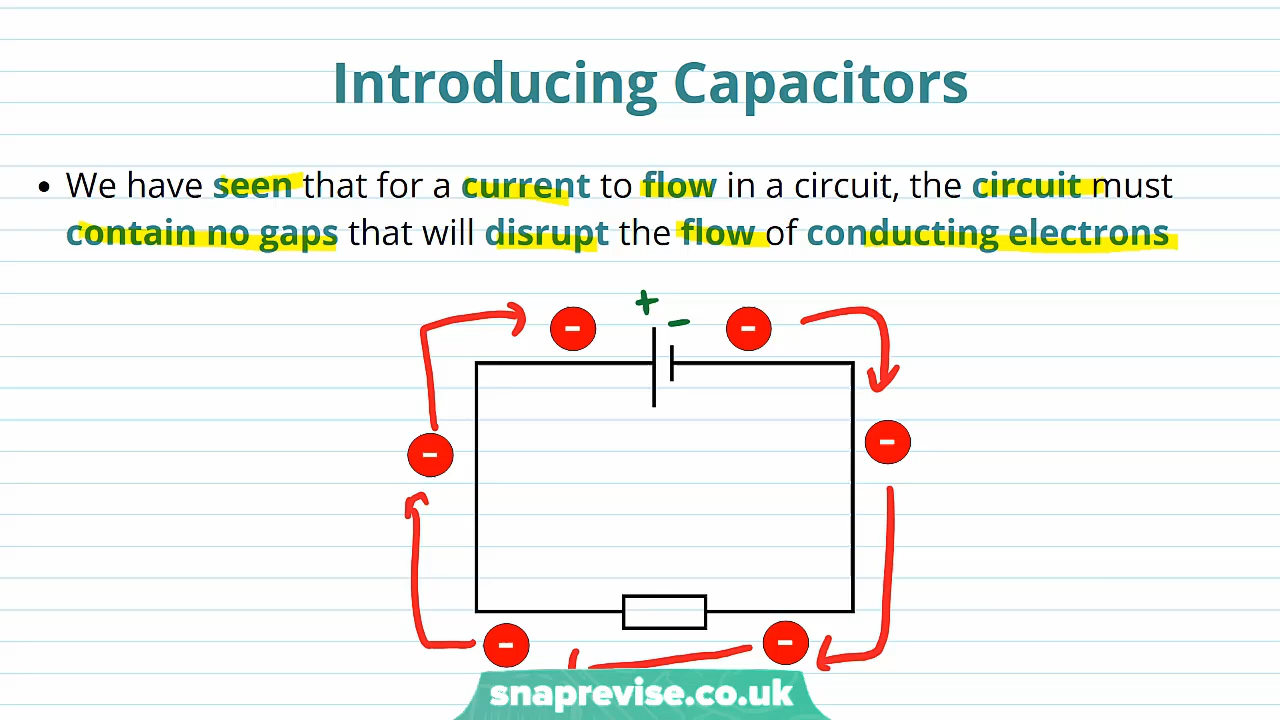 Introducing Capacitors
• We have seen that for a current to flow in a circuit, the circuit must
contain no gaps that will disrupt the flow of conducting electrons
+
-
- -
- -
- -
snaprevise.co.uk